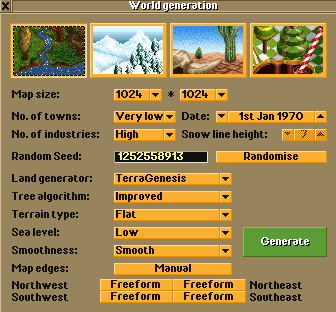 World generation
Map size: 1024 * 1024
No. of towns: Very low Date: 1st Jan 1970
No. of industries: High Snow line height: 7
Random Seed: 1252558913 Randomise
Land generator: TerraGenesis
Tree algorithm: Improved
Terrain type: Flat
Sea level: Low
Smoothness: Smooth
Generate
Map edges: Manual
Northwest Freeform Freeform Northeast
Southwest Freeform Freeform Southeast